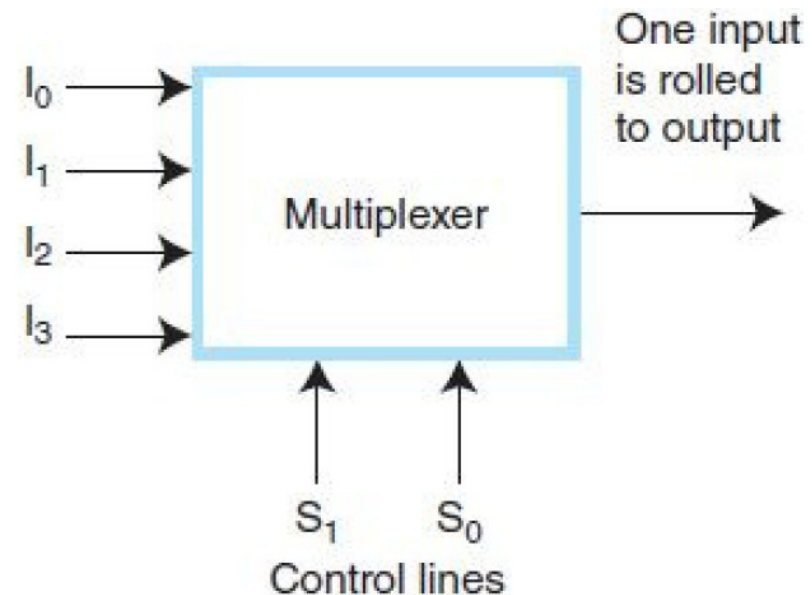 One input
is rolled
to output
I₀
I₁
I₂
I₃
Multiplexer
S₁ S₀
Control lines